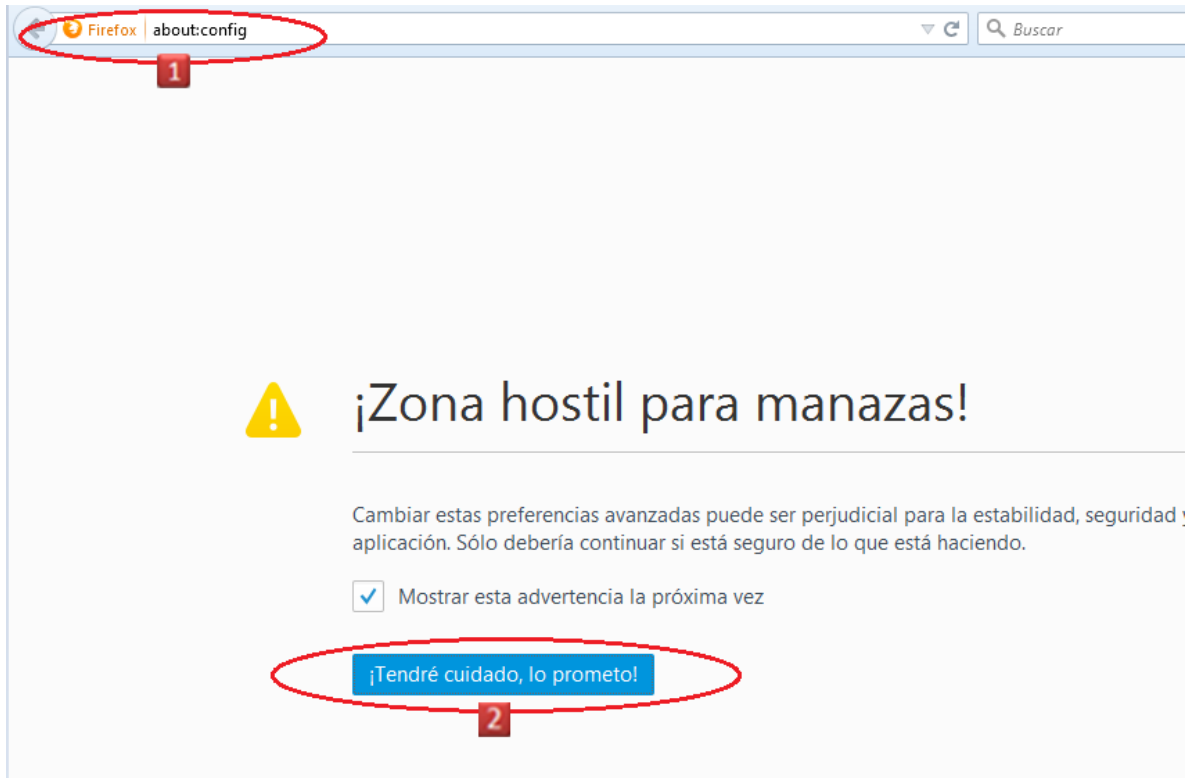 Firefox about:config
Buscar
1
¡Zona hostil para manazas!
Cambiar estas preferencias avanzadas puede ser perjudicial para la estabilidad, seguridad y
aplicación. Sólo debería continuar si está seguro de lo que está haciendo.
Mostrar esta advertencia la próxima vez
¡Tendré cuidado, lo prometo!
2